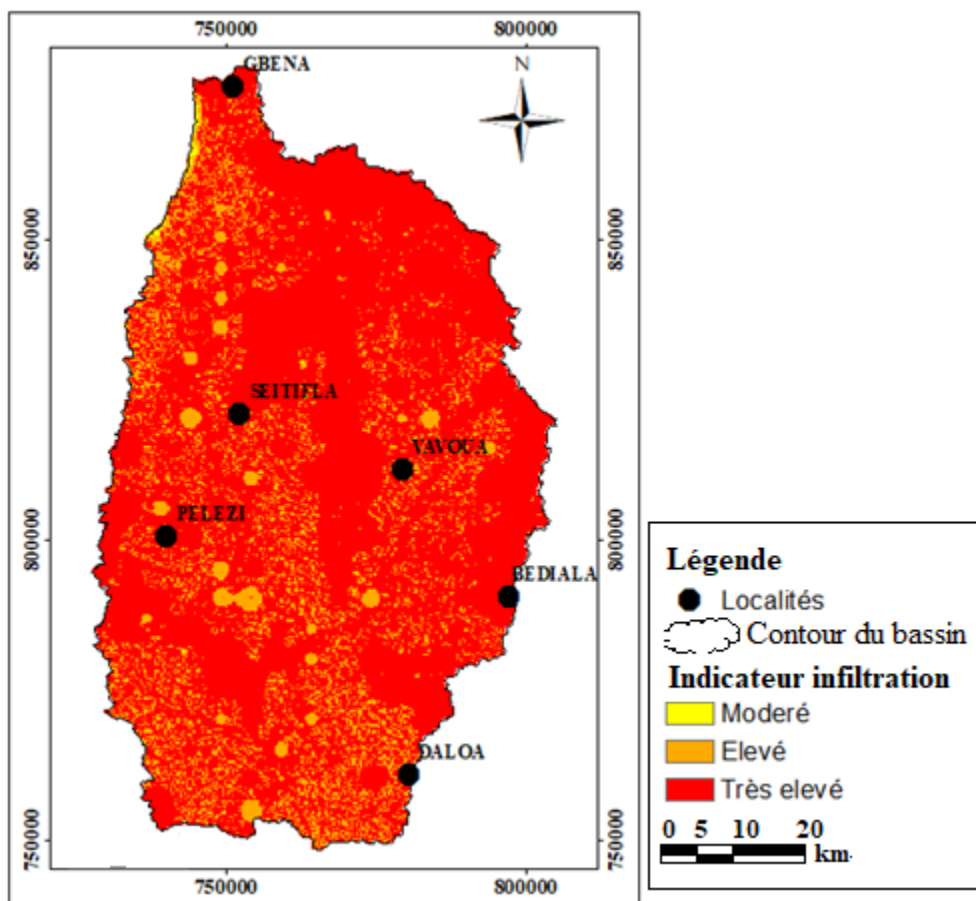 750000 800000
GBENA
N
850000 850000
SEITIFLA
VAVOUA
PELEZI
800000 800000
BEDIALA
DALOA
750000 750000
750000 800000
Légende
Localités
Contour du bassin
Indicateur infiltration
Moderé
Elevé
Très elevé
0 5 10 20
km